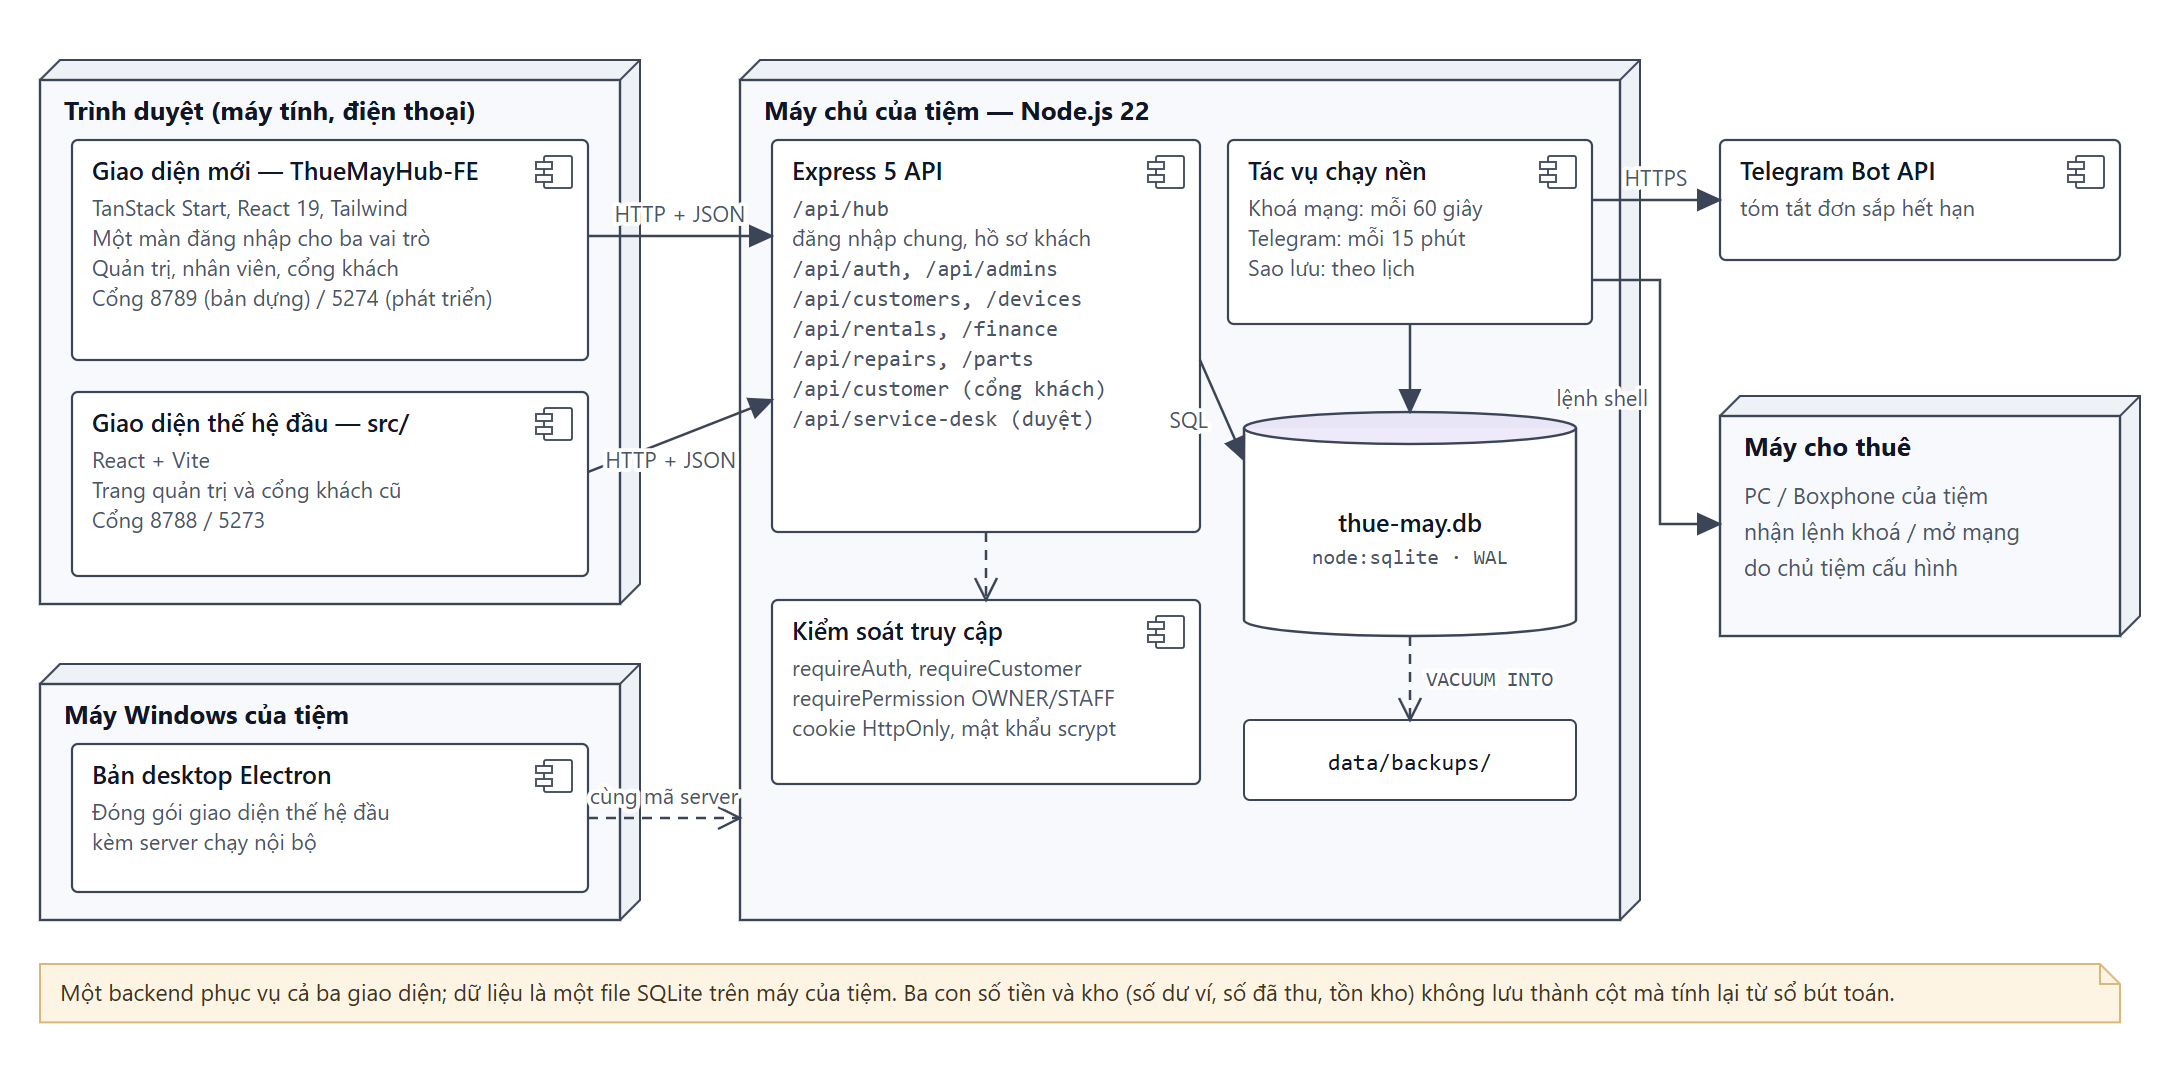 Trình duyệt (máy tính, điện thoại)
Giao diện mới — ThueMayHub-FE
TanStack Start, React 19, Tailwind
Một màn đăng nhập cho ba vai trò
Quản trị, nhân viên, cổng khách
Cổng 8789 (bản dựng) / 5274 (phát triển)
Giao diện thế hệ đầu — src/
React + Vite
Trang quản trị và cổng khách cũ
Cổng 8788 / 5273
HTTP + JSON
HTTP + JSON
Máy Windows của tiệm
Bản desktop Electron
Đóng gói giao diện thế hệ đầu
kèm server chạy nội bộ
cùng mã server
Máy chủ của tiệm — Node.js 22
Express 5 API
/api/hub
đăng nhập chung, hồ sơ khách
/api/auth, /api/admins
/api/customers, /devices
/api/rentals, /finance
/api/repairs, /parts
/api/customer (cổng khách)
/api/service-desk (duyệt)
Kiểm soát truy cập
requireAuth, requireCustomer
requirePermission OWNER/STAFF
cookie HttpOnly, mật khẩu scrypt
Tác vụ chạy nền
Khoá mạng: mỗi 60 giây
Telegram: mỗi 15 phút
Sao lưu: theo lịch
SQL
thue-may.db
node:sqlite · WAL
VACUUM INTO
data/backups/
HTTPS
lệnh shell
Telegram Bot API
tóm tắt đơn sắp hết hạn
Máy cho thuê
PC / Boxphone của tiệm
nhận lệnh khoá / mở mạng
do chủ tiệm cấu hình
Một backend phục vụ cả ba giao diện; dữ liệu là một file SQLite trên máy của tiệm. Ba con số tiền và kho (số dư ví, số đã thu, tồn kho) không lưu thành cột mà tính lại từ sổ bút toán.